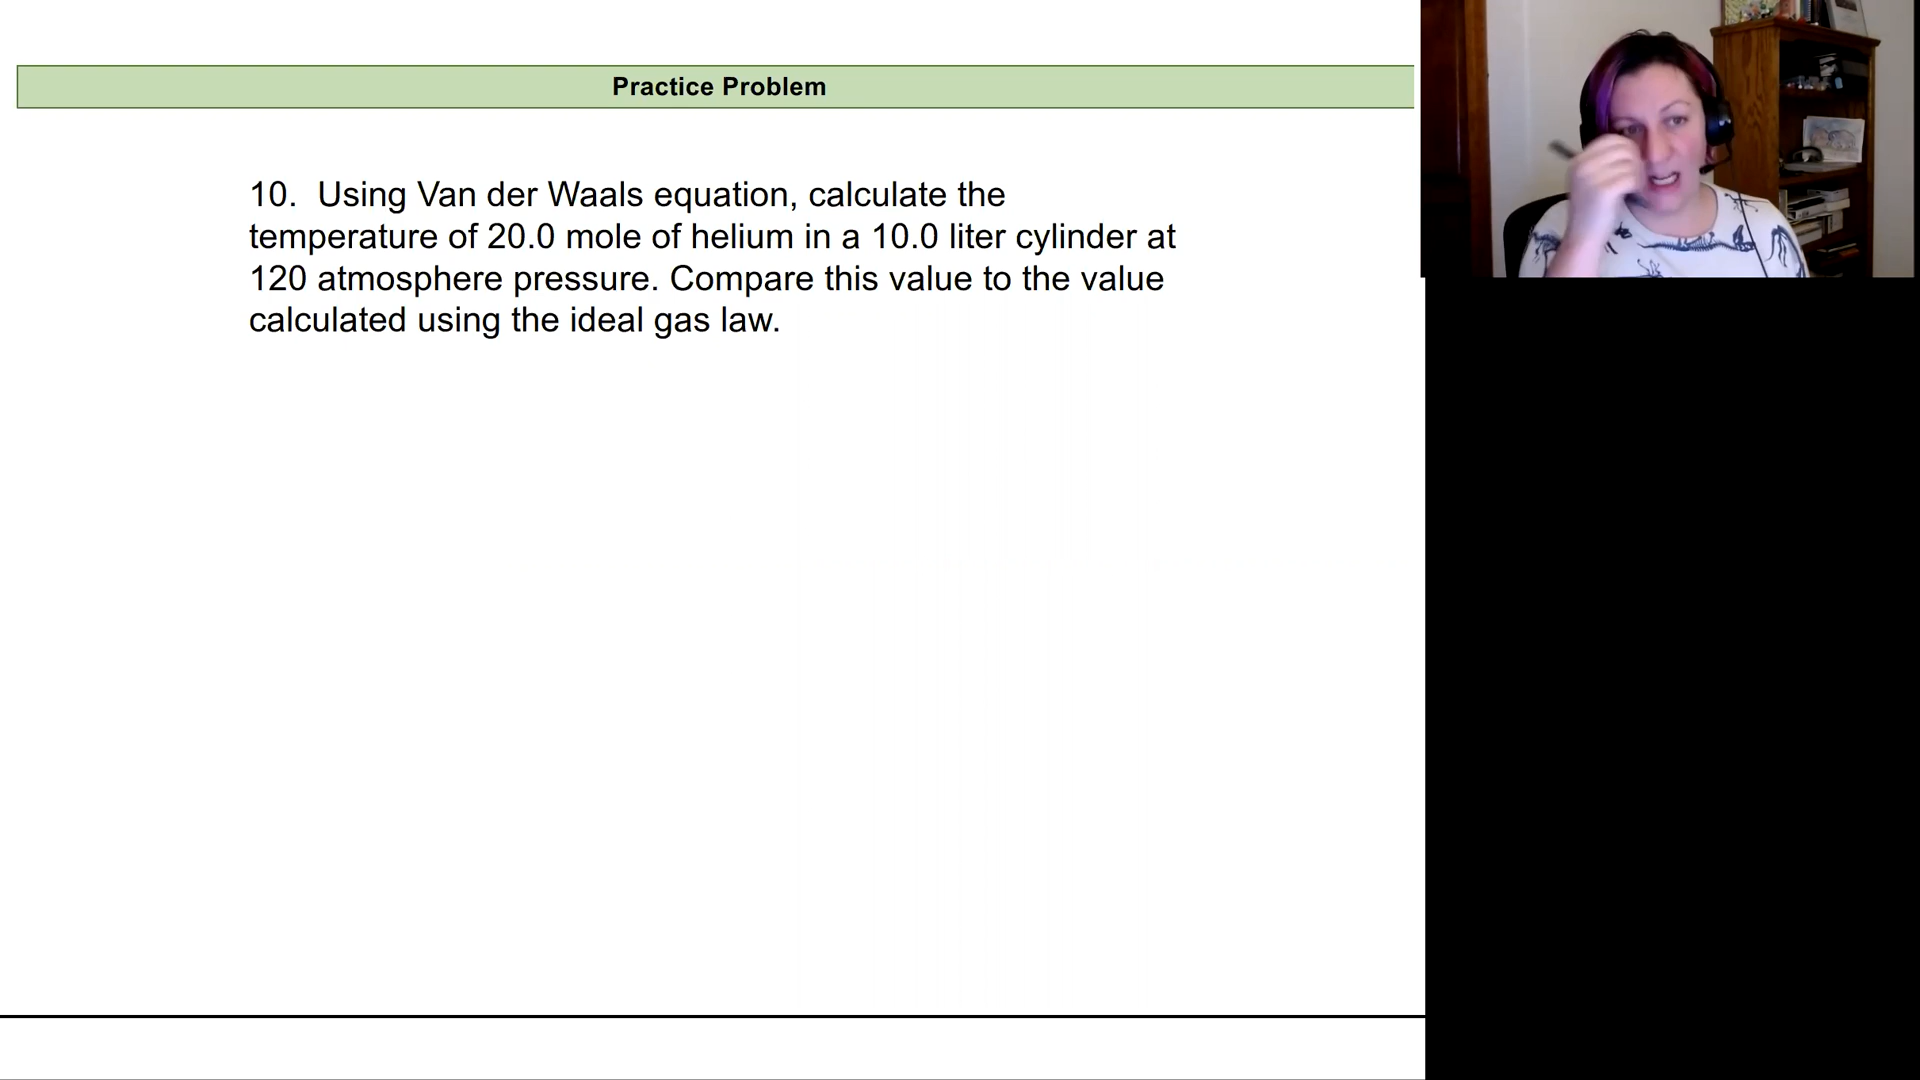 Practice Problem
10. Using Van der Waals equation, calculate the
temperature of 20.0 mole of helium in a 10.0 liter cylinder at
120 atmosphere pressure. Compare this value to the value
calculated using the ideal gas law.